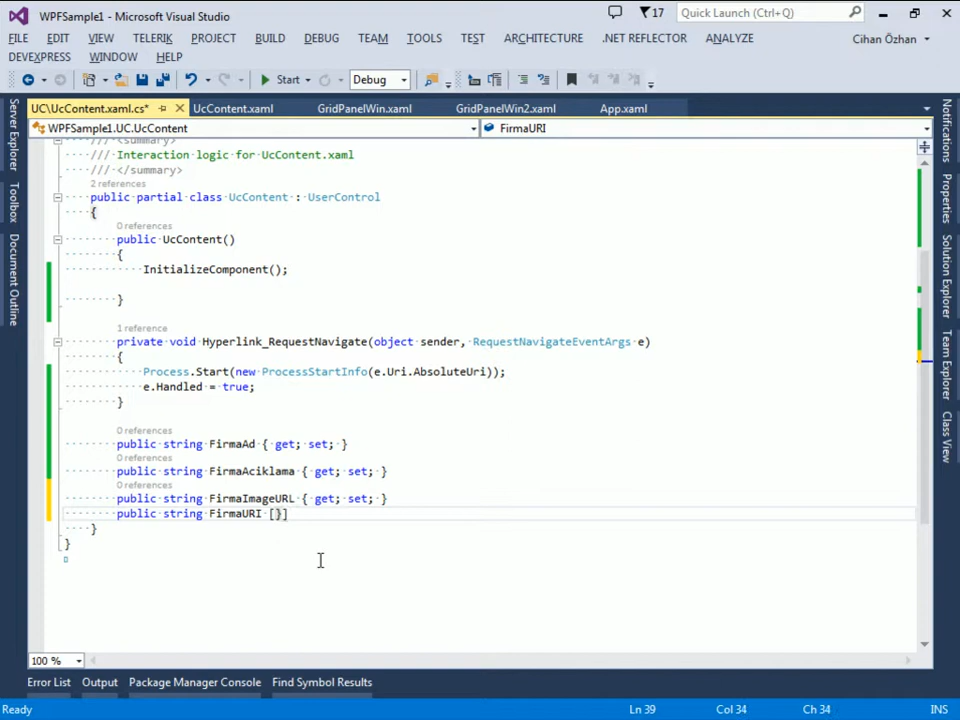 WPFSample1 - Microsoft Visual Studio
17
Quick Launch (Ctrl+Q)
FILE EDIT VIEW TELERIK PROJECT BUILD DEBUG TEAM TOOLS TEST ARCHITECTURE .NET REFLECTOR ANALYZE
Cihan Özhan
DEVEXPRESS WINDOW HELP
Start
Debug
UC\UcContent.xaml.cs* UcContent.xaml GridPanelWin.xaml GridPanelWin2.xaml App.xaml
WPFSample1.UC.UcContent
FirmaURI
Server Explorer
Toolbox
Document Outline
/// <summary>
/// Interaction logic for UcContent.xaml
/// </summary>
2 references
public partial class UcContent : UserControl
{
0 references
public UcContent()
{
InitializeComponent();
}
1 reference
private void Hyperlink_RequestNavigate(object sender, RequestNavigateEventArgs e)
{
Process.Start(new ProcessStartInfo(e.Uri.AbsoluteUri));
e.Handled = true;
}
0 references
public string FirmaAd { get; set; }
0 references
public string FirmaAciklama { get; set; }
0 references
public string FirmaImageURL { get; set; }
public string FirmaURI [}]
}
}
Notifications
Properties
Solution Explorer
Team Explorer
Class View
100 %
Error List Output Package Manager Console Find Symbol Results
Ready
Ln 39 Col 34 Ch 34 INS